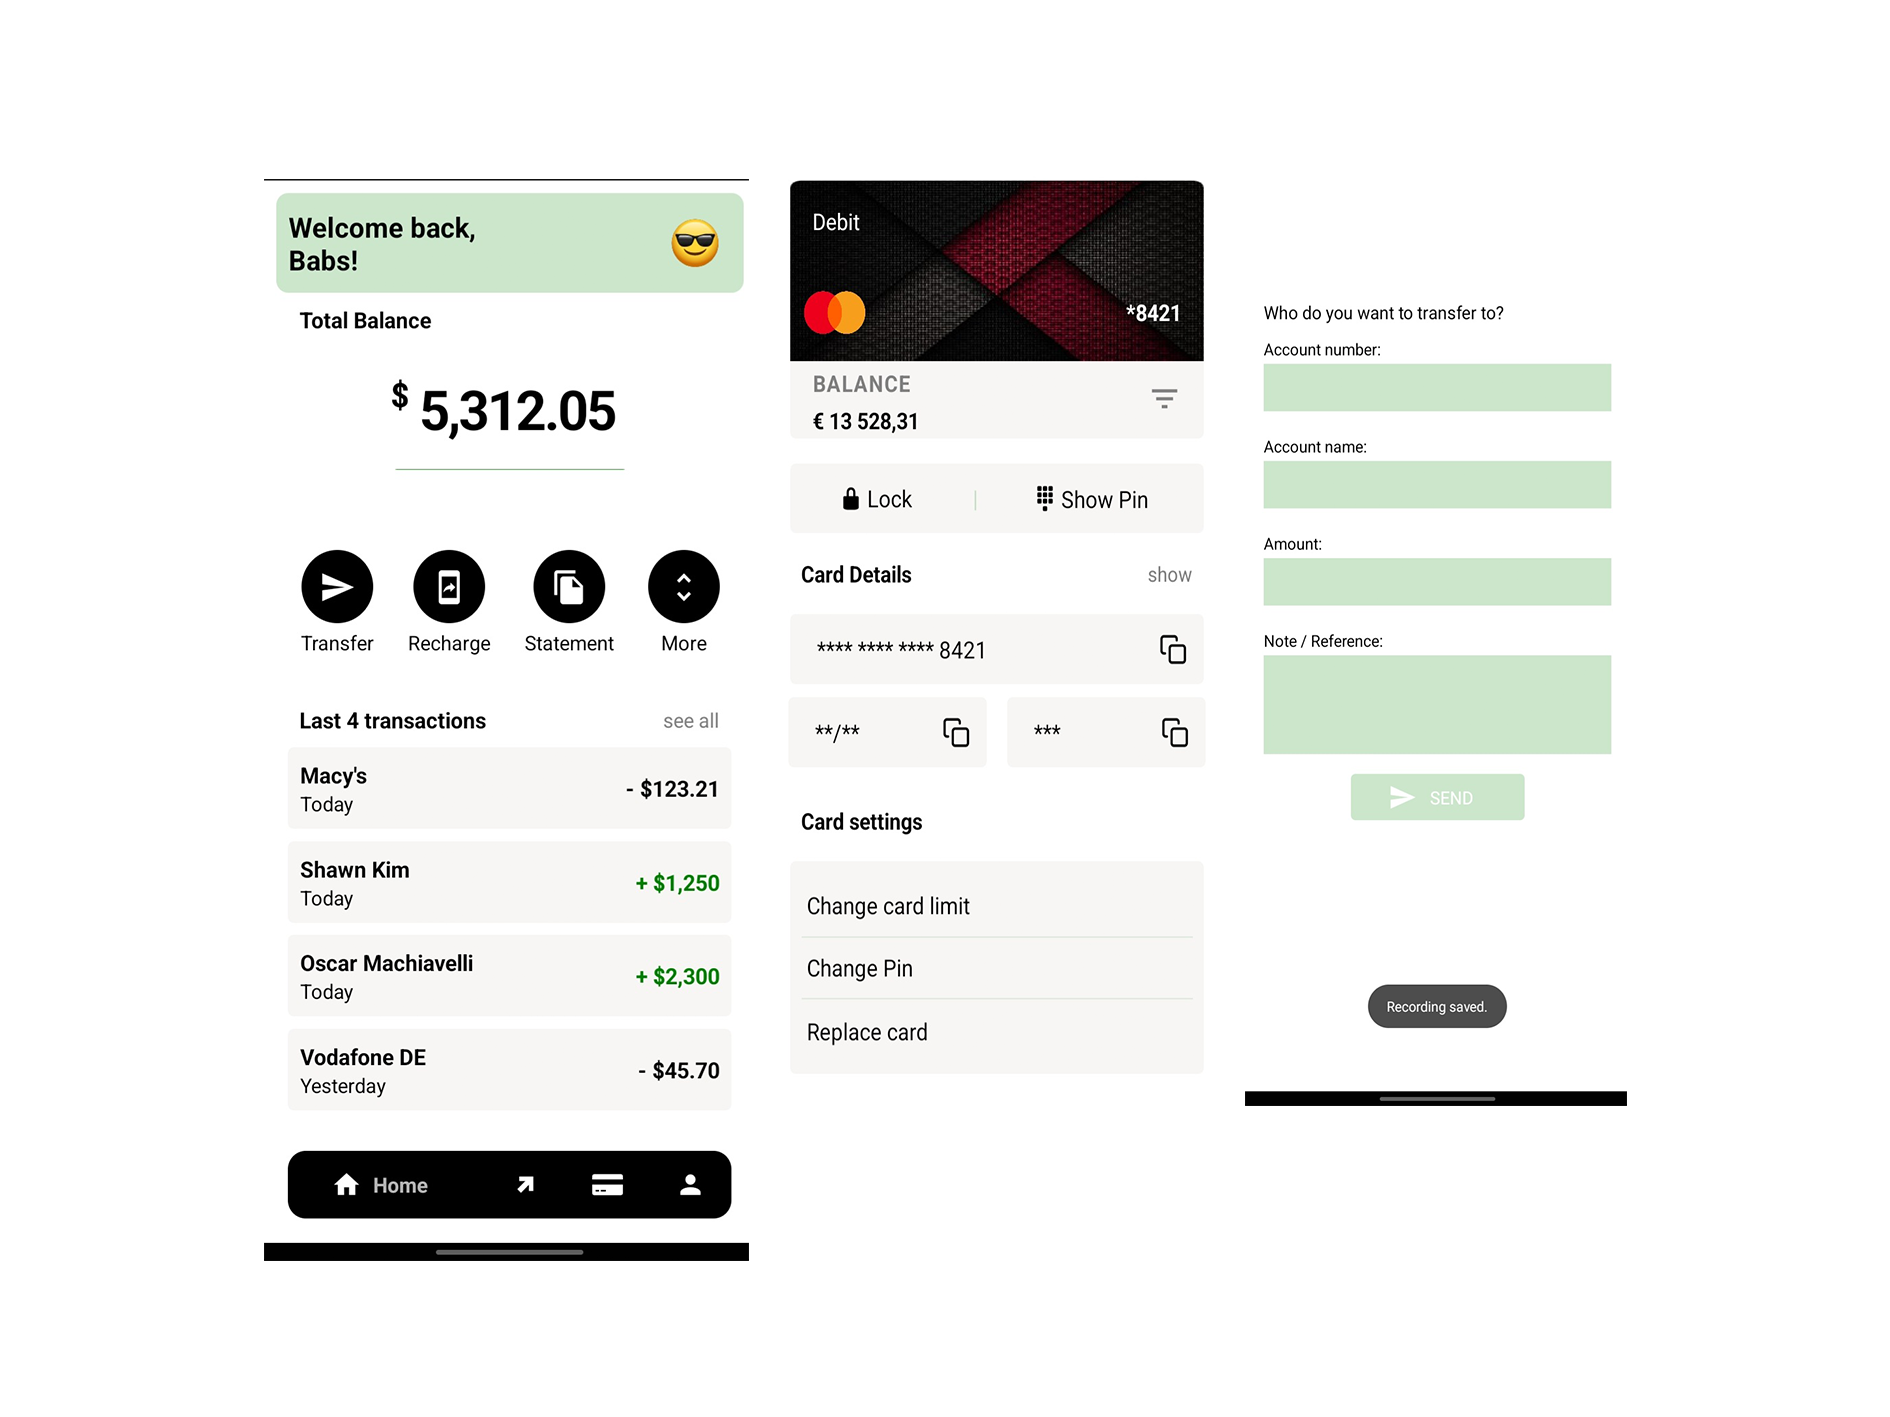 Welcome back,
Babs!
Total Balance
$ 5,312.05
Transfer
Recharge
Statement
More
Last 4 transactions
see all
Macy's
Today
- $123.21
Shawn Kim
Today
+ $1,250
Oscar Machiavelli
Today
+ $2,300
Vodafone DE
Yesterday
- $45.70
Home
Debit
*8421
BALANCE
€ 13 528,31
Lock
Show Pin
Card Details
show
**** **** **** 8421
**/**
***
Card settings
Change card limit
Change Pin
Replace card
Who do you want to transfer to?
Account number:
Account name:
Amount:
Note / Reference:
SEND
Recording saved.